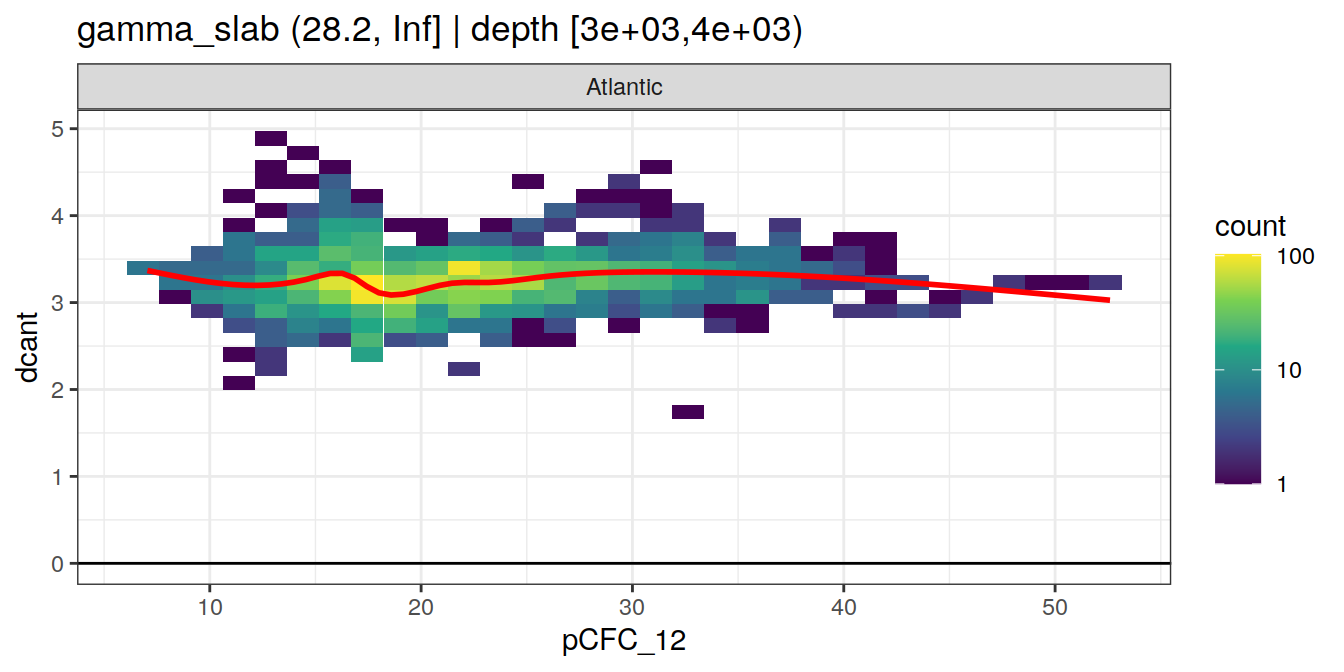 gamma_slab (28.2, Inf] | depth [3e+03,4e+03)
Atlantic
5
4
3
2
1
0
dcant
10
20
30
40
50
pCFC_12
count
100
10
1